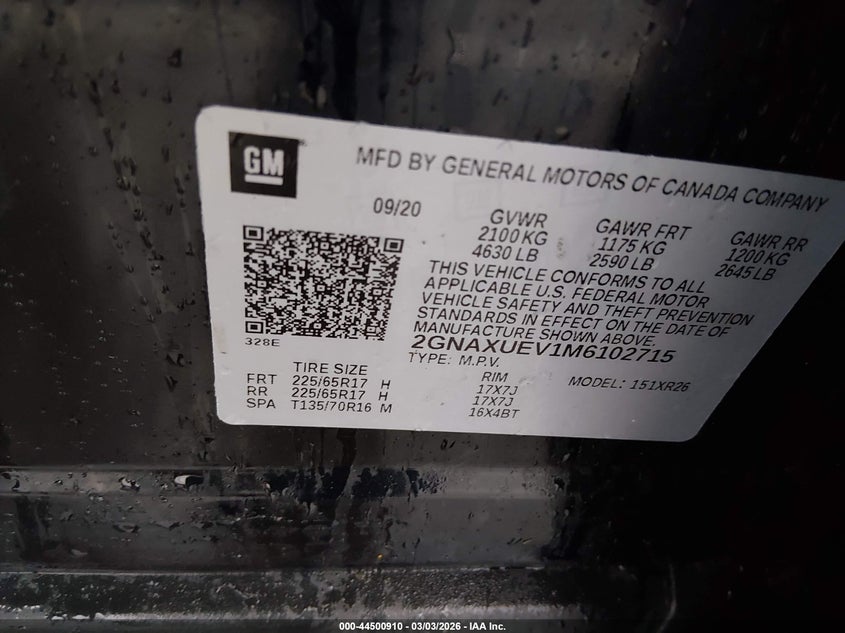 GM
MFD BY GENERAL MOTORS OF CANADA COMPANY
09/20
GVWR
2100 KG
4630 LB
GAWR FRT
1175 KG
2590 LB
GAWR RR
1200 KG
2645 LB
THIS VEHICLE CONFORMS TO ALL
APPLICABLE U.S. FEDERAL MOTOR
VEHICLE SAFETY AND THEFT PREVENTION
STANDARDS IN EFFECT ON THE DATE OF
MANUFACTURE SHOWN ABOVE.
2GNAXUEV1M6102715
TYPE: M.P.V.
MODEL: 151XR26
328E
TIRE SIZE RIM
FRT 225/65R17 H 17X7J
RR 225/65R17 H 17X7J
SPA T135/70R16 M 16X4BT
000-44500910 - 03/03/2026 - IAA Inc.